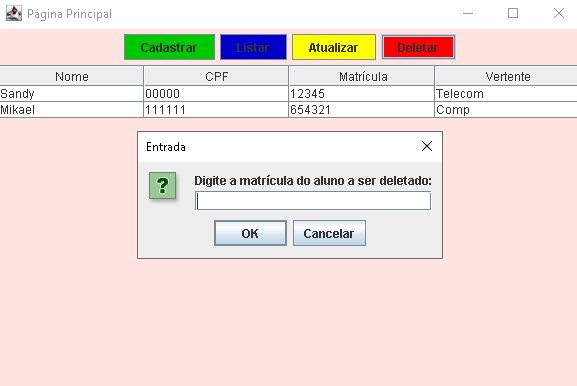 Página Principal
Cadastrar Listar Atualizar Deletar
Nome CPF Matrícula Vertente
Sandy 00000 12345 Telecom
Mikael 111111 654321 Comp
Entrada
? Digite a matrícula do aluno a ser deletado:
OK Cancelar